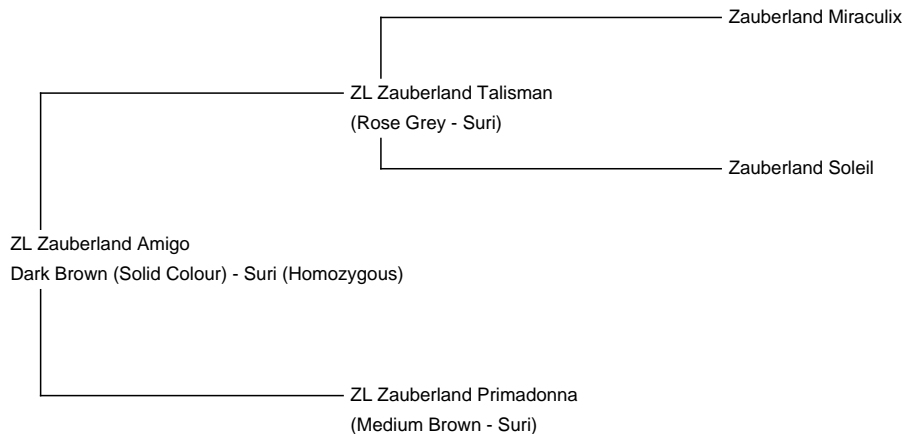 Zauberland Miraculix
ZL Zauberland Talisman
(Rose Grey - Suri)
Zauberland Soleil
ZL Zauberland Amigo
Dark Brown (Solid Colour) - Suri (Homozygous)
ZL Zauberland Primadonna
(Medium Brown - Suri)